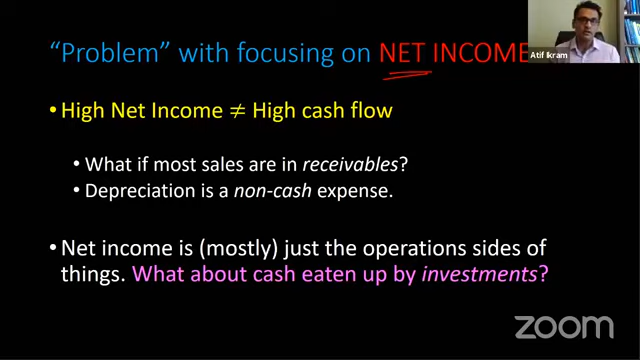 “Problem” with focusing on NET INCOME
Atif Ikram
•High Net Income ≠ High cash flow
• What if most sales are in receivables?
• Depreciation is a non-cash expense.
•Net income is (mostly) just the operations sides of
things. What about cash eaten up by investments?
zoom